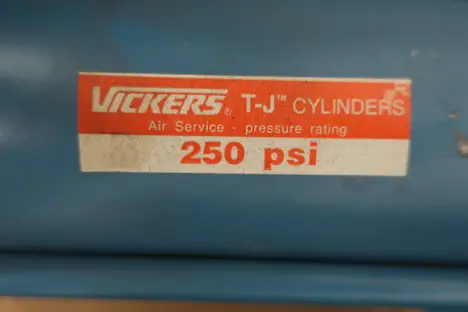 VICKERS® T-J™ CYLINDERS
Air Service - pressure rating
250 psi